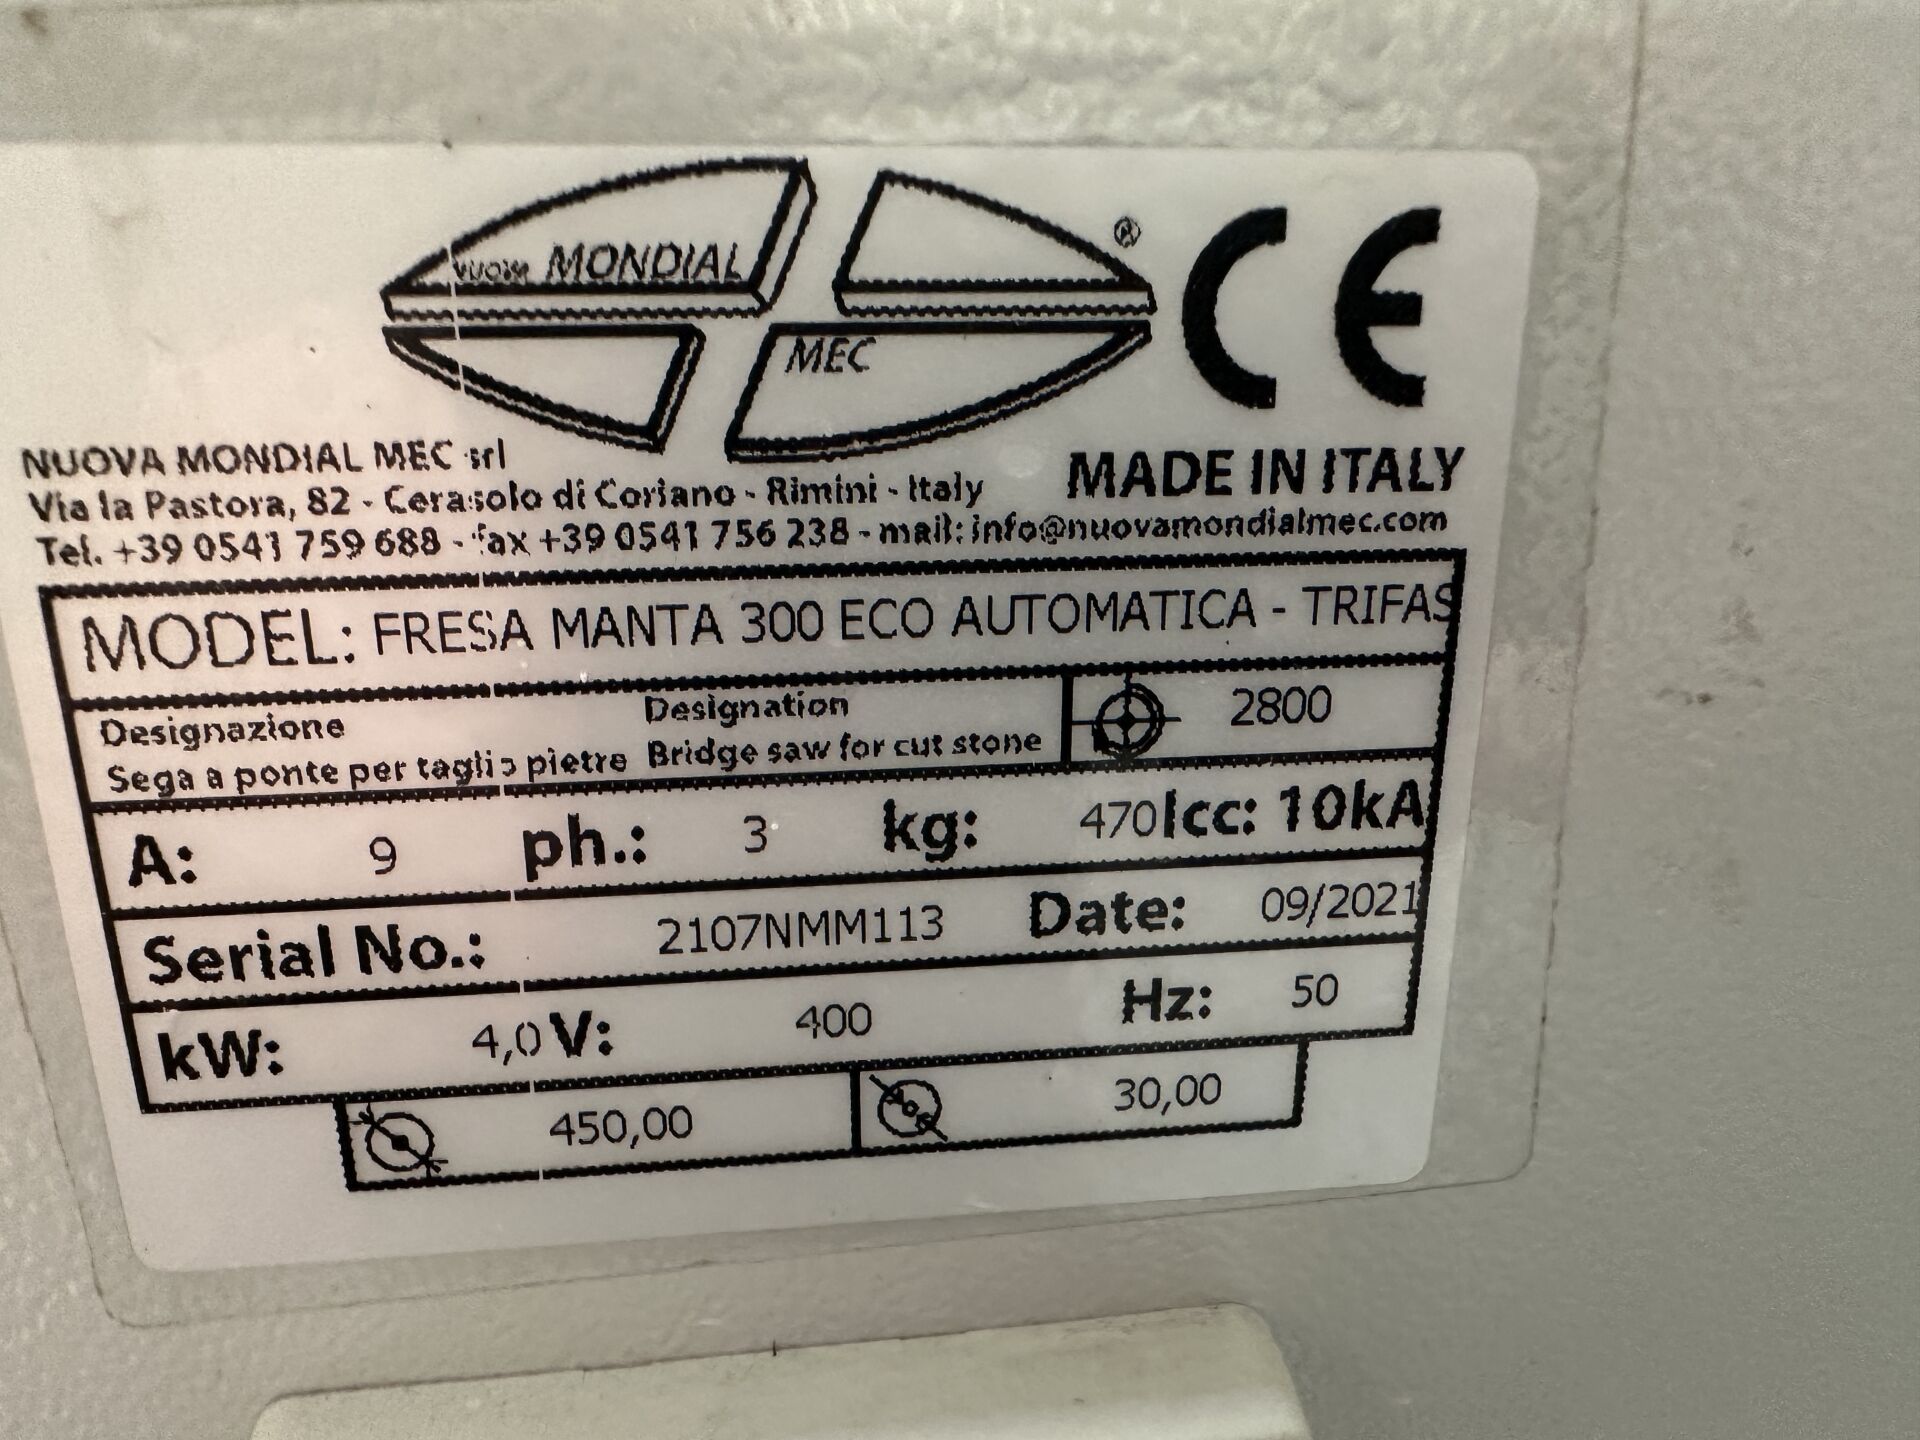 NUOVA MONDIAL
®
CE
MEC
NUOVA MONDIAL MEC srl
MADE IN ITALY
Via la Pastora, 82 - Cerasolo di Coriano - Rimini - Italy
Tel. +39 0541 759 688 - fax +39 0541 756 238 - mail: info@nuovamondialmec.com
MODEL: FRESA MANTA 300 ECO AUTOMATICA - TRIFAS
Designazione Designation
Sega a ponte per taglio pietre Bridge saw for cut stone
2800
A: 9 ph.: 3 kg: 470 Icc: 10kA
Serial No.: 2107NMM113 Date: 09/2021
kW: 4,0 V: 400 Hz: 50
450,00 30,00